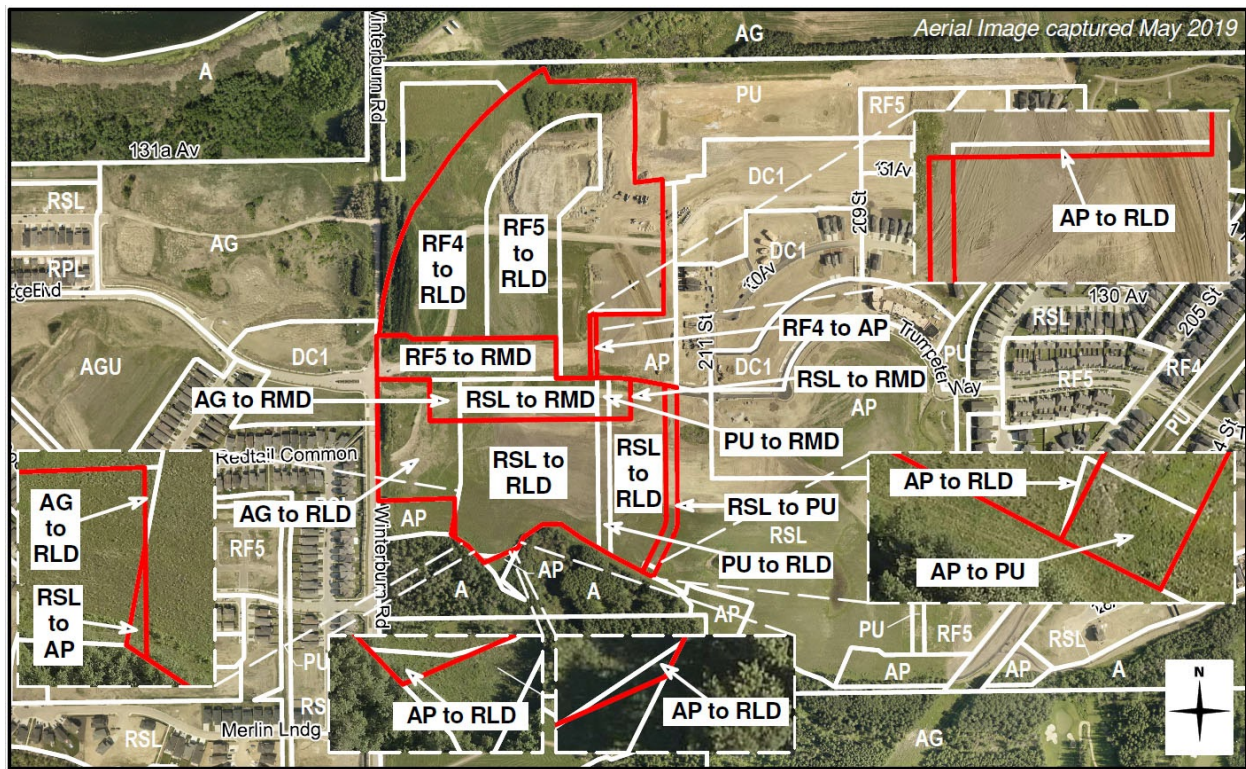 AG
Aerial Image captured May 2019
A
Winterburn Rd
PU
RF5
131a Av
RSL
AG
RPL
DC1
131Av
AP to RLD
209 St
RF4
to
RLD
RF5
to
RLD
DC1
130Av
130 Av
205 St
RSL
AGU
DC1
RF5 to RMD
RF4 to AP
AP
211 St
DC1
Trumpeter
Way
PU
RF5
RF4
AG to RMD
RSL to RMD
RSL to RMD
AP
PU
PU to RMD
Redtail Common
RSL to
RLD
RSL
to
RLD
AG
to
RLD
AG to RLD
AP to RLD
RSL to PU
AP
Winterburn Rd
RF5
RSL
AP to PU
PU to RLD
RSL
to
AP
A
AP
A
PU
RF5
RSL
PU
AP
AP
A
RS
AP to RLD
AP to RLD
N
RSL
Merlin Lndg
AG